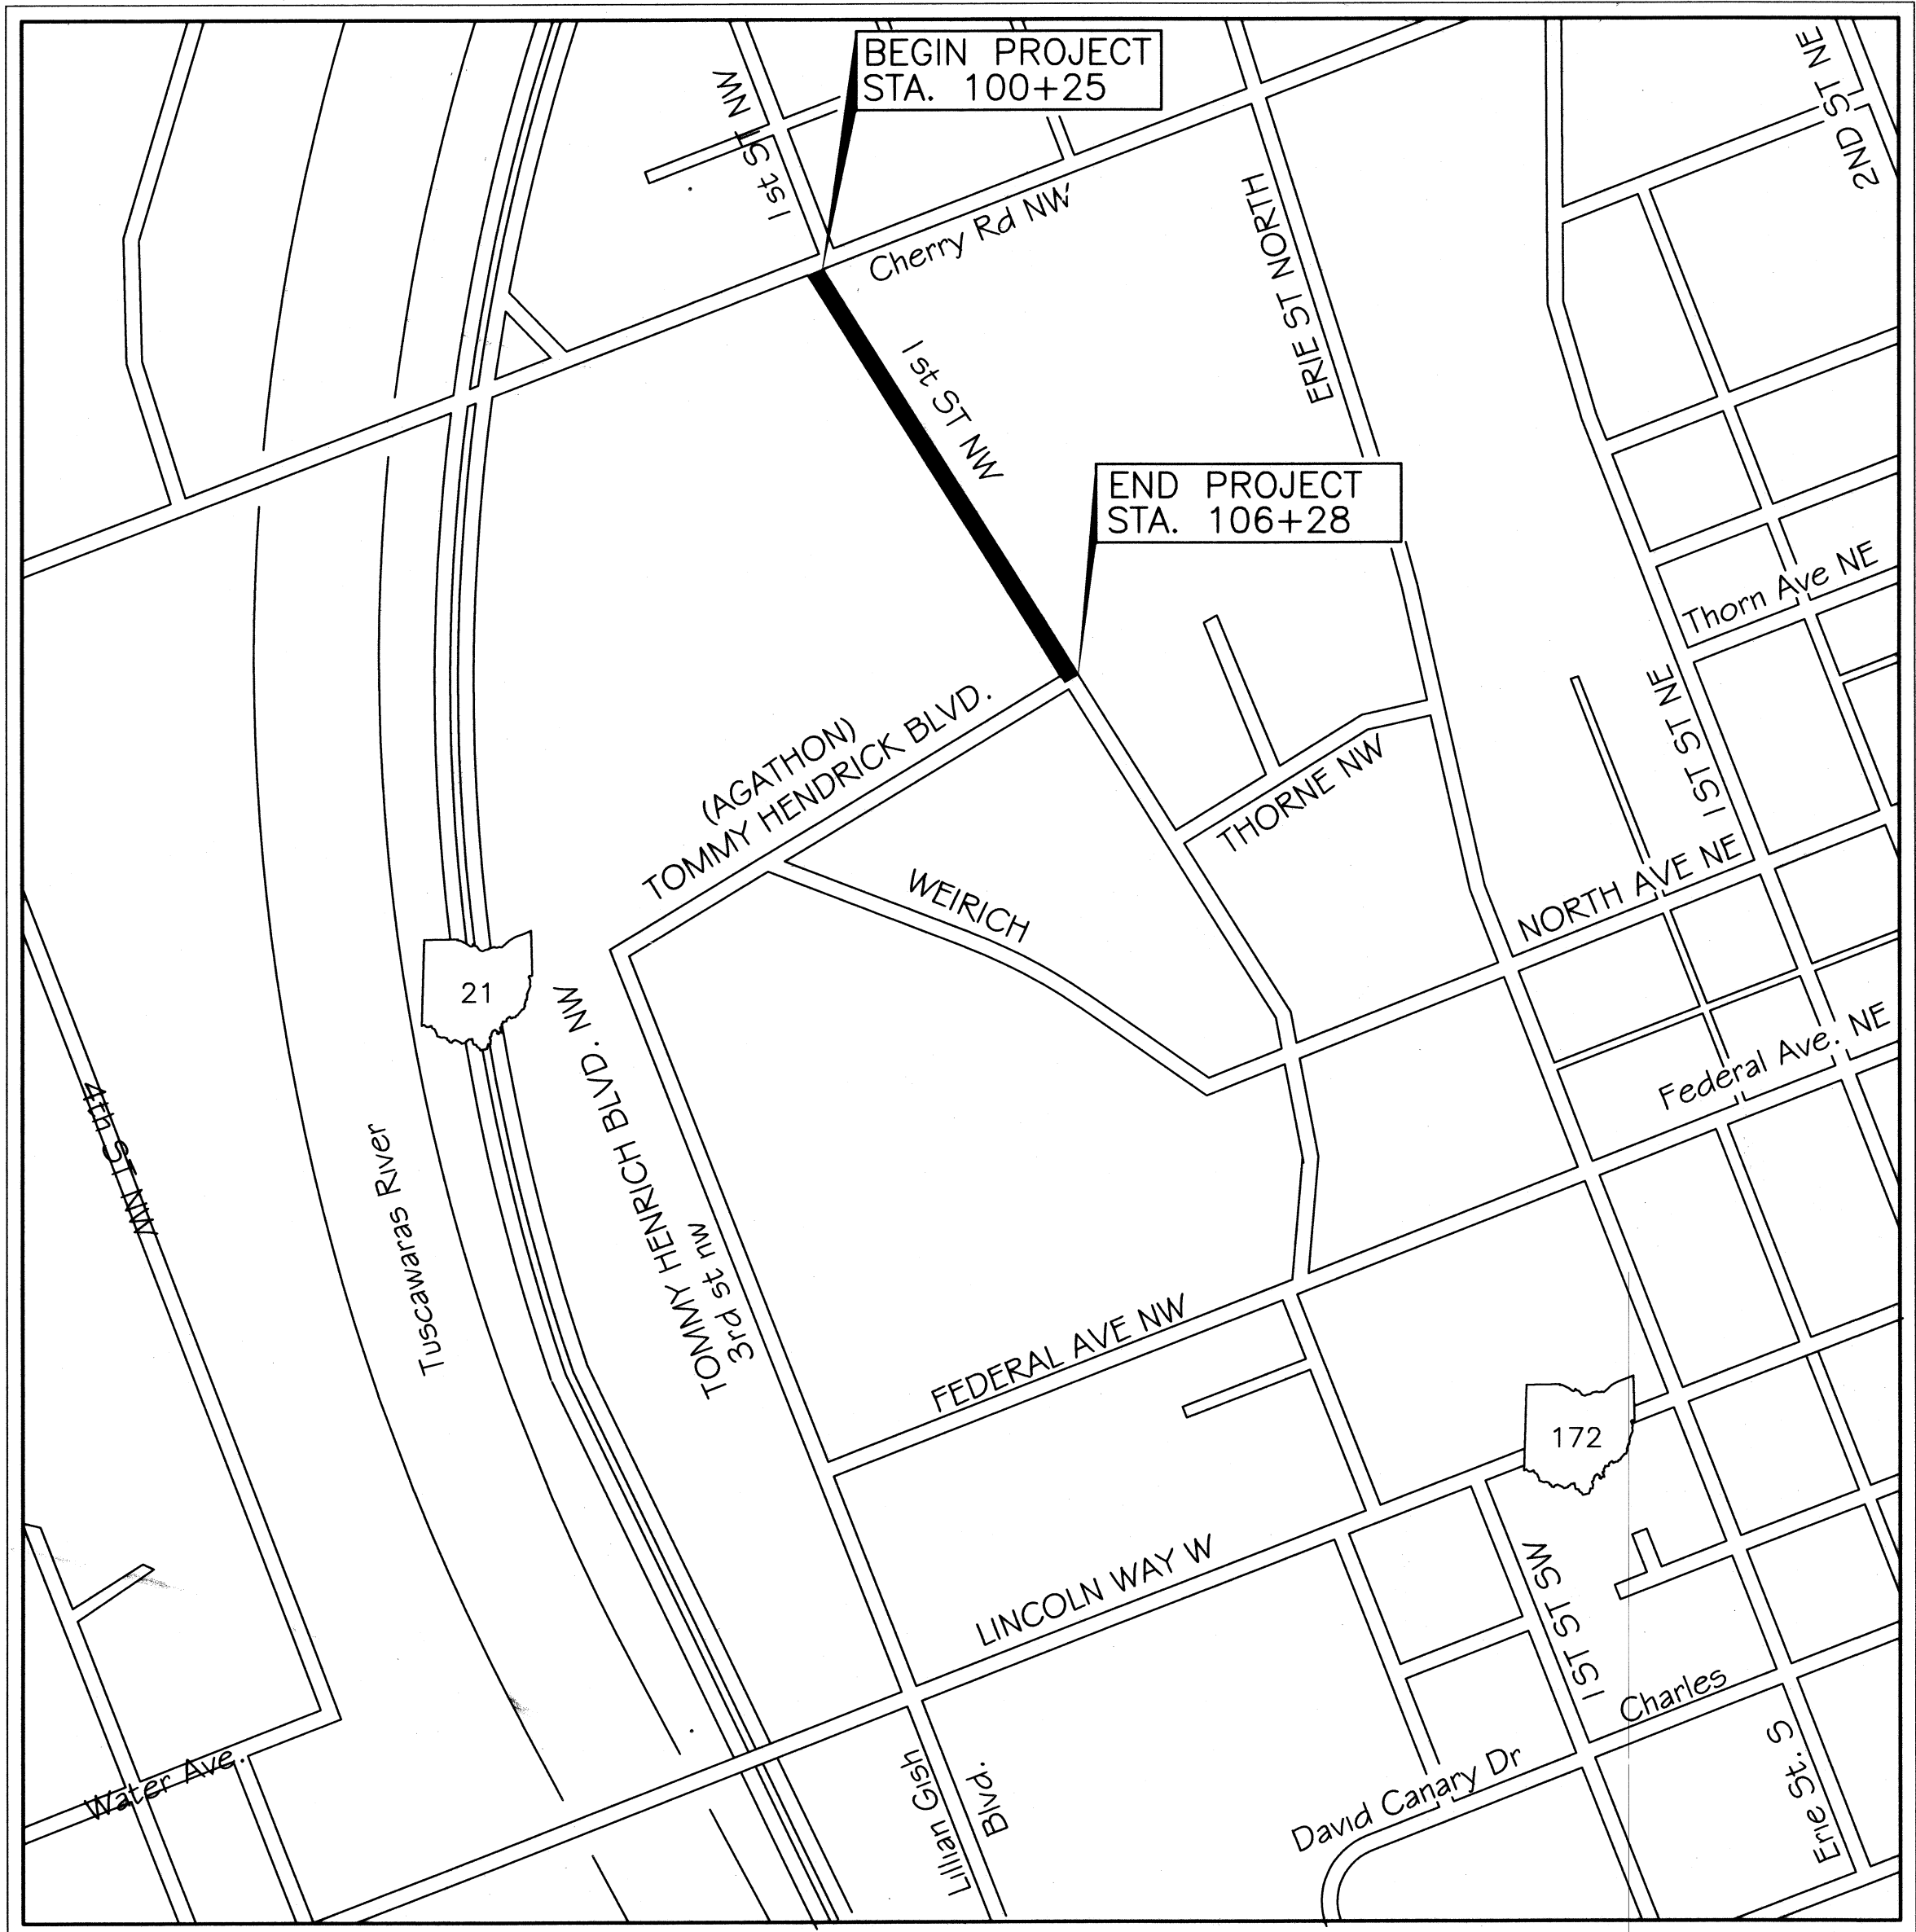 BEGIN PROJECT
STA. 100+25
1st ST NW
2ND ST NE
Cherry Rd NW
ERIE ST NORTH
1st ST NW
END PROJECT
STA. 106+28
Thorn Ave NE
1ST ST NE
(AGATHON)
TOMMY HENDRICK BLVD.
THORNE NW
WEIRICH
NORTH AVE NE
21
TOMMY HENRICH BLVD. NW
3rd st nw
Federal Ave. NE
4th ST NW
Tuscawaras River
FEDERAL AVE NW
172
LINCOLN WAY W
1ST ST SW
Charles
Water Ave.
Lillian Gish
Blvd.
David Canary Dr
Erie St. S